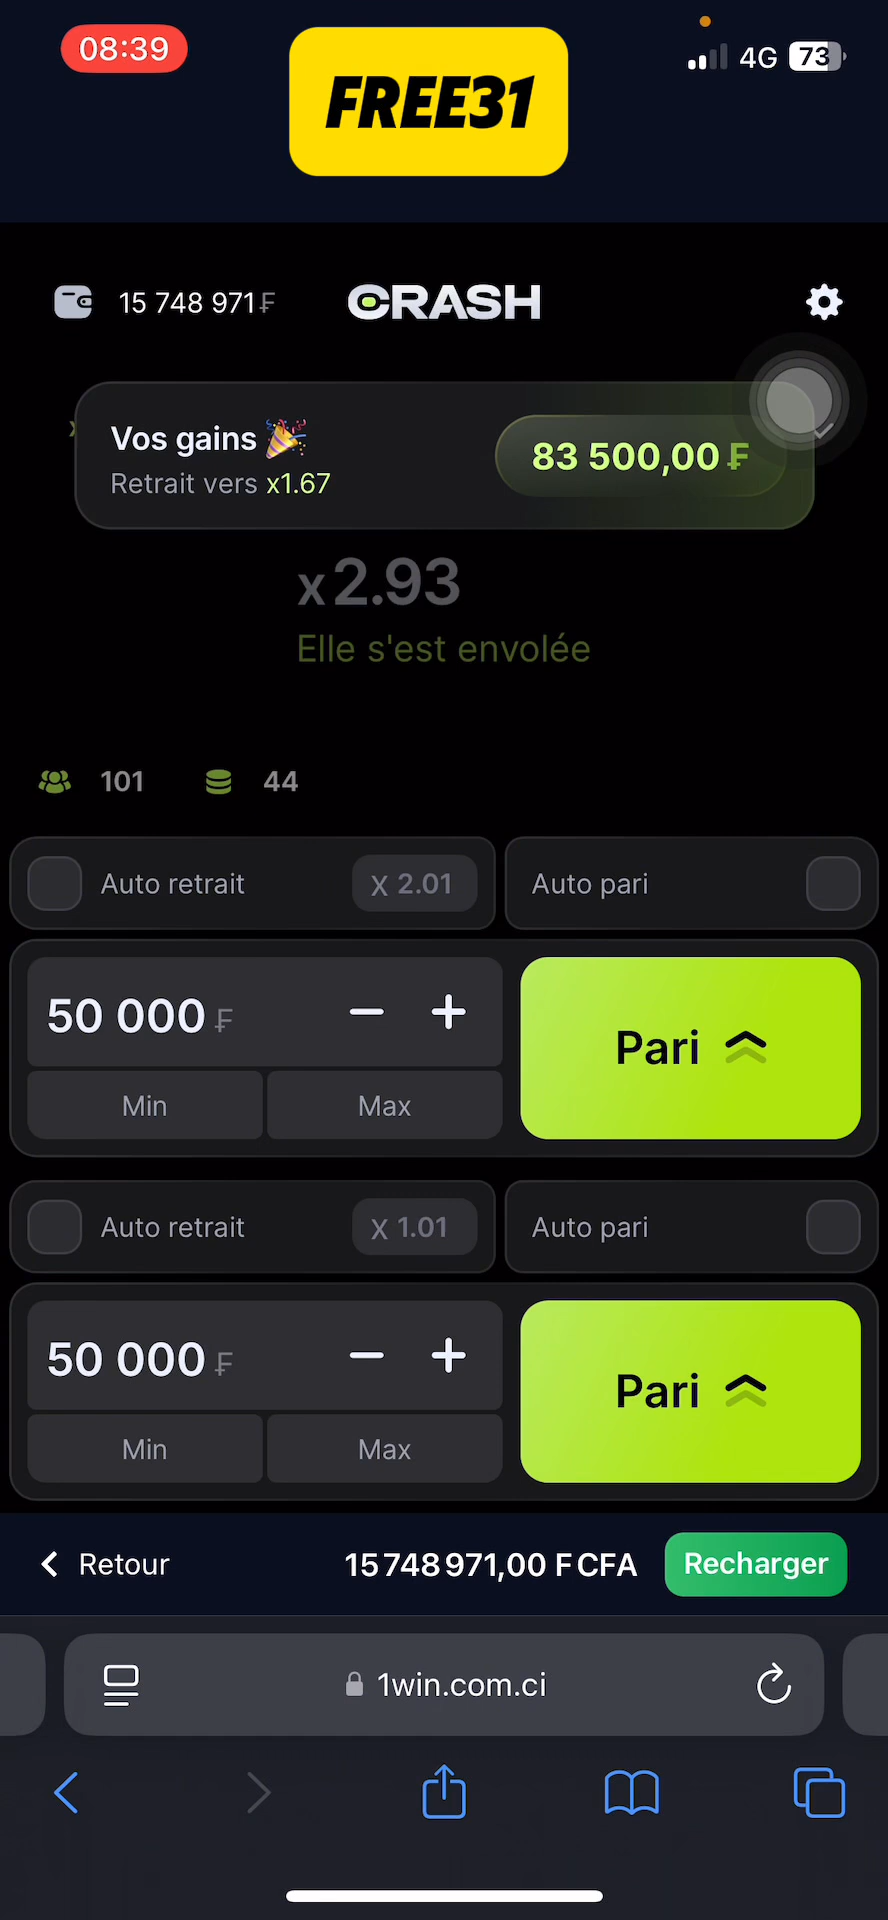 08:39
FREE31
4G
73
15 748 971 ₣
CRASH
Vos gains
83 500,00 ₣
Retrait vers x1.67
x2.93
Elle s'est envolée
101
44
Auto retrait
X 2.01
Auto pari
50 000 ₣
Pari
Min
Max
Auto retrait
X 1.01
Auto pari
50 000 ₣
Pari
Min
Max
Retour
15 748 971,00 F CFA
Recharger
1win.com.ci